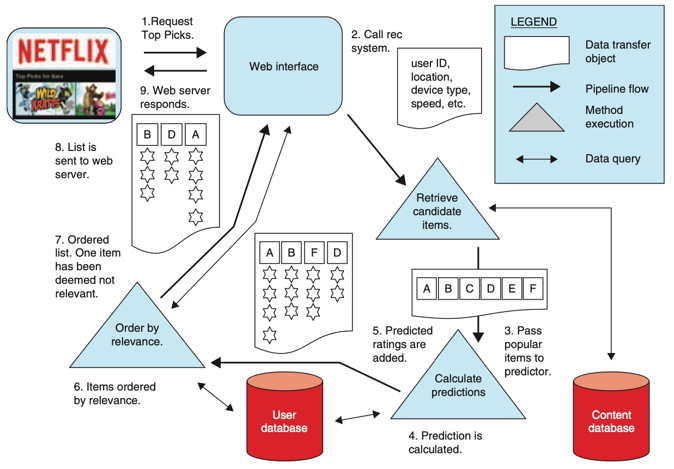 1.Request
Top Picks.
NETFLIX
Top Picks for Sara
WILD
KRATTS
9. Web server
responds.
Web interface
2. Call rec
system.
user ID,
location,
device type,
speed, etc.
LEGEND
Data transfer
object
Pipeline flow
Method
execution
Data query
8. List is
sent to web
server.
B D A
Retrieve
candidate
items.
7. Ordered
list. One item
has been
deemed not
relevant.
A B F D
A B C D E F
Order by
relevance.
5. Predicted
ratings are
added.
3. Pass
popular
items to
predictor.
Calculate
predictions
6. Items ordered
by relevance.
User
database
4. Prediction is
calculated.
Content
database